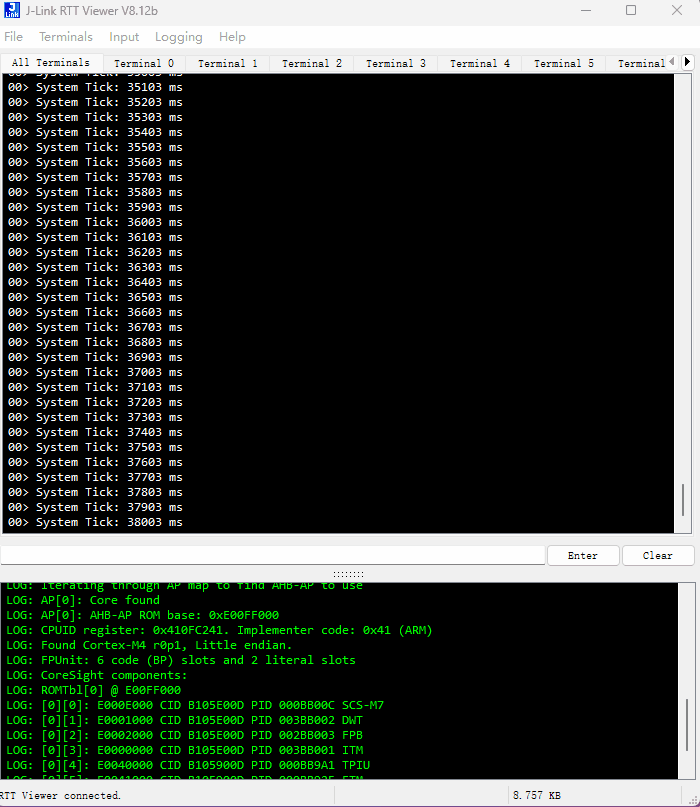 J-Link RTT Viewer V8.12b
File Terminals Input Logging Help
All Terminals Terminal 0 Terminal 1 Terminal 2 Terminal 3 Terminal 4 Terminal 5 Terminal
00> System Tick: 35103 ms
00> System Tick: 35203 ms
00> System Tick: 35303 ms
00> System Tick: 35403 ms
00> System Tick: 35503 ms
00> System Tick: 35603 ms
00> System Tick: 35703 ms
00> System Tick: 35803 ms
00> System Tick: 35903 ms
00> System Tick: 36003 ms
00> System Tick: 36103 ms
00> System Tick: 36203 ms
00> System Tick: 36303 ms
00> System Tick: 36403 ms
00> System Tick: 36503 ms
00> System Tick: 36603 ms
00> System Tick: 36703 ms
00> System Tick: 36803 ms
00> System Tick: 36903 ms
00> System Tick: 37003 ms
00> System Tick: 37103 ms
00> System Tick: 37203 ms
00> System Tick: 37303 ms
00> System Tick: 37403 ms
00> System Tick: 37503 ms
00> System Tick: 37603 ms
00> System Tick: 37703 ms
00> System Tick: 37803 ms
00> System Tick: 37903 ms
00> System Tick: 38003 ms
Enter Clear
LOG: Iterating through AP map to find AHB-AP to use
LOG: AP[0]: Core found
LOG: AP[0]: AHB-AP ROM base: 0xE00FF000
LOG: CPUID register: 0x410FC241. Implementer code: 0x41 (ARM)
LOG: Found Cortex-M4 r0p1, Little endian.
LOG: FPUnit: 6 code (BP) slots and 2 literal slots
LOG: CoreSight components:
LOG: ROMTbl[0] @ E00FF000
LOG: [0][0]: E000E000 CID B105E00D PID 000BB00C SCS-M7
LOG: [0][1]: E0001000 CID B105E00D PID 003BB002 DWT
LOG: [0][2]: E0002000 CID B105E00D PID 002BB003 FPB
LOG: [0][3]: E0000000 CID B105E00D PID 003BB001 ITM
LOG: [0][4]: E0040000 CID B105900D PID 000BB9A1 TPIU
LOG: [0][5]: E0041000 CID B105900D PID 000BB925 ETM
RTT Viewer connected. 8.757 KB